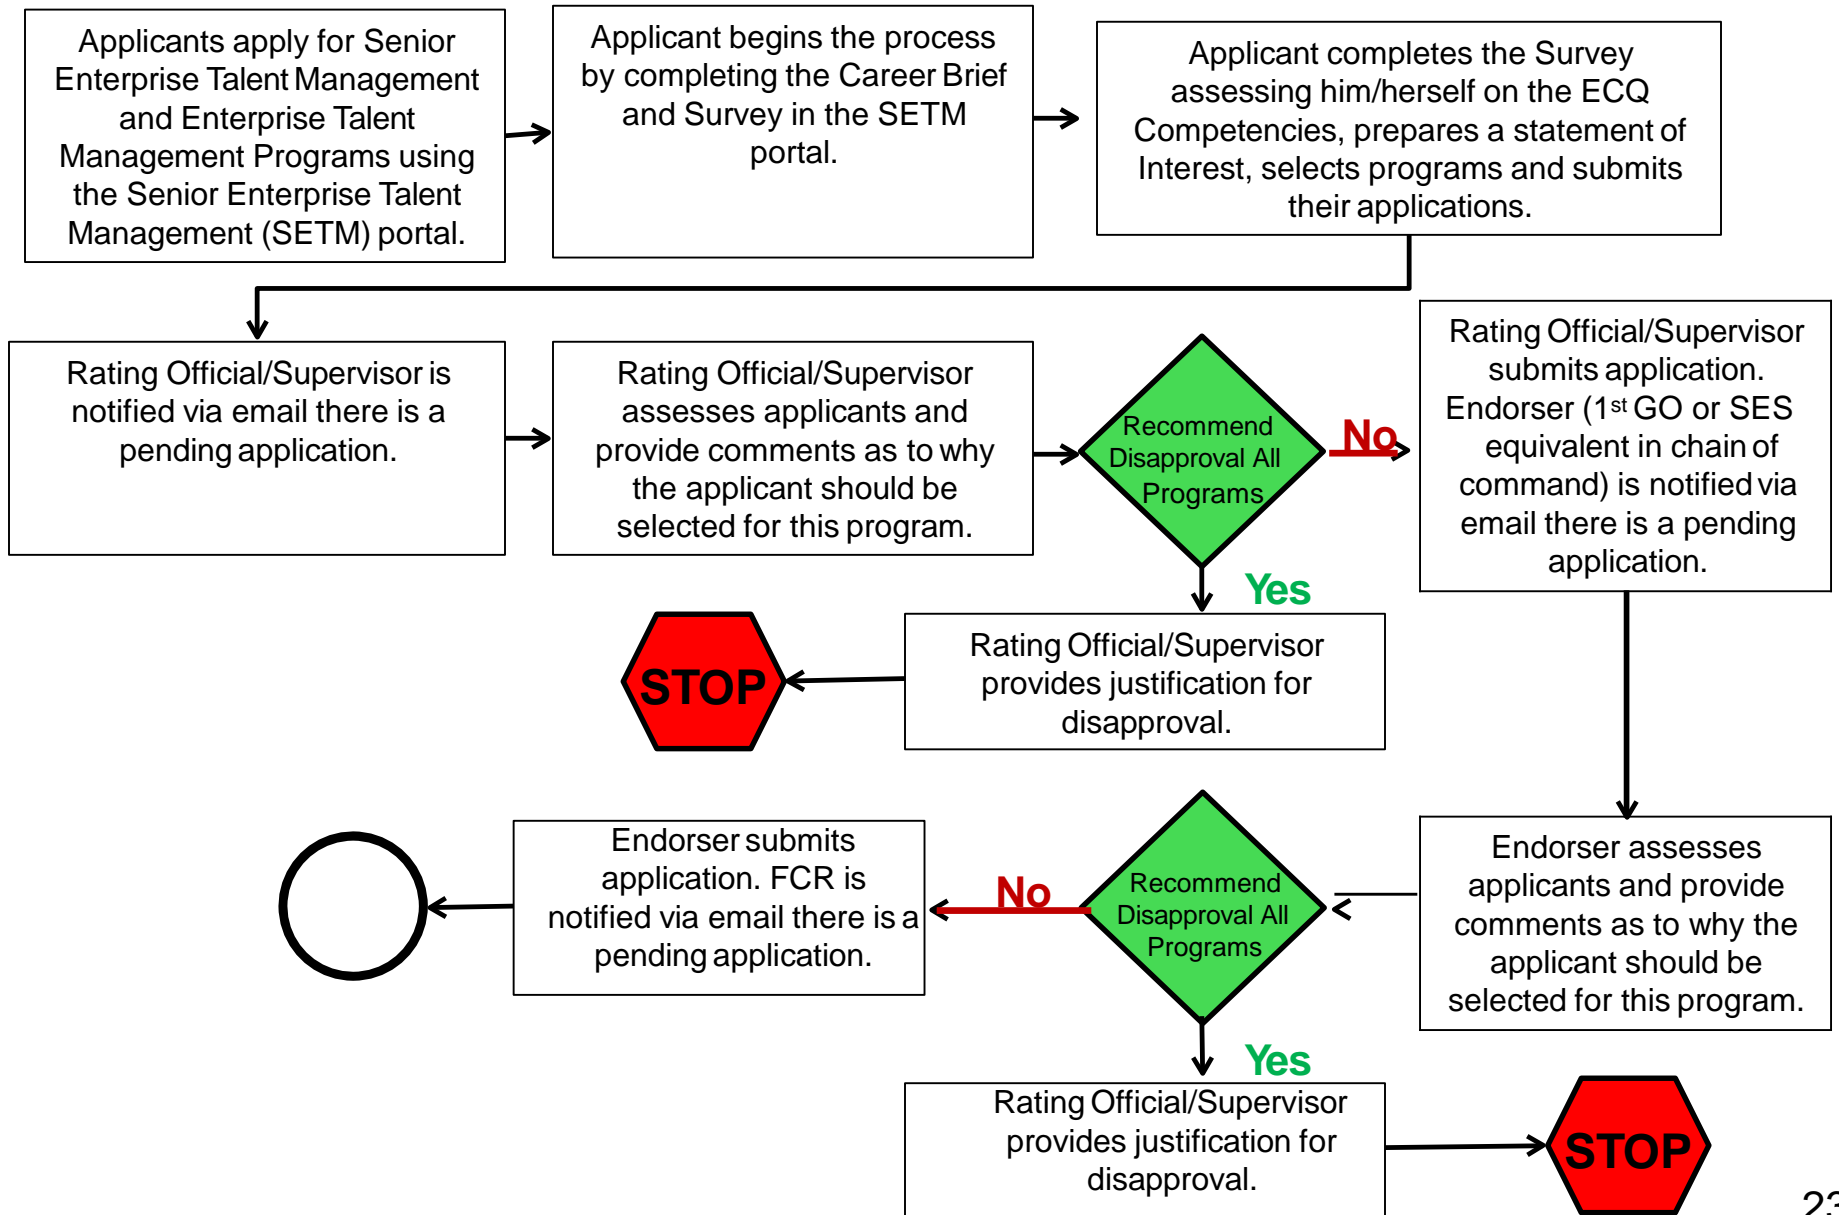 Applicants apply for Senior
Enterprise Talent Management
and Enterprise Talent
Management Programs using
the Senior Enterprise Talent
Management (SETM) portal.
Applicant begins the process
by completing the Career Brief
and Survey in the SETM
portal.
Applicant completes the Survey
assessing him/herself on the ECQ
Competencies, prepares a statement of
Interest, selects programs and submits
their applications.
Rating Official/Supervisor is
notified via email there is a
pending application.
Rating Official/Supervisor
assesses applicants and
provide comments as to why
the applicant should be
selected for this program.
Recommend
Disapproval All
Programs
No
Rating Official/Supervisor
submits application.
Endorser (1st GO or SES
equivalent in chain of
command) is notified via
email there is a pending
application.
Yes
Rating Official/Supervisor
provides justification for
disapproval.
STOP
Endorser assesses
applicants and provide
comments as to why the
applicant should be
selected for this program.
Recommend
Disapproval All
Programs
No
Endorser submits
application. FCR is
notified via email there is a
pending application.
Yes
Rating Official/Supervisor
provides justification for
disapproval.
STOP
23